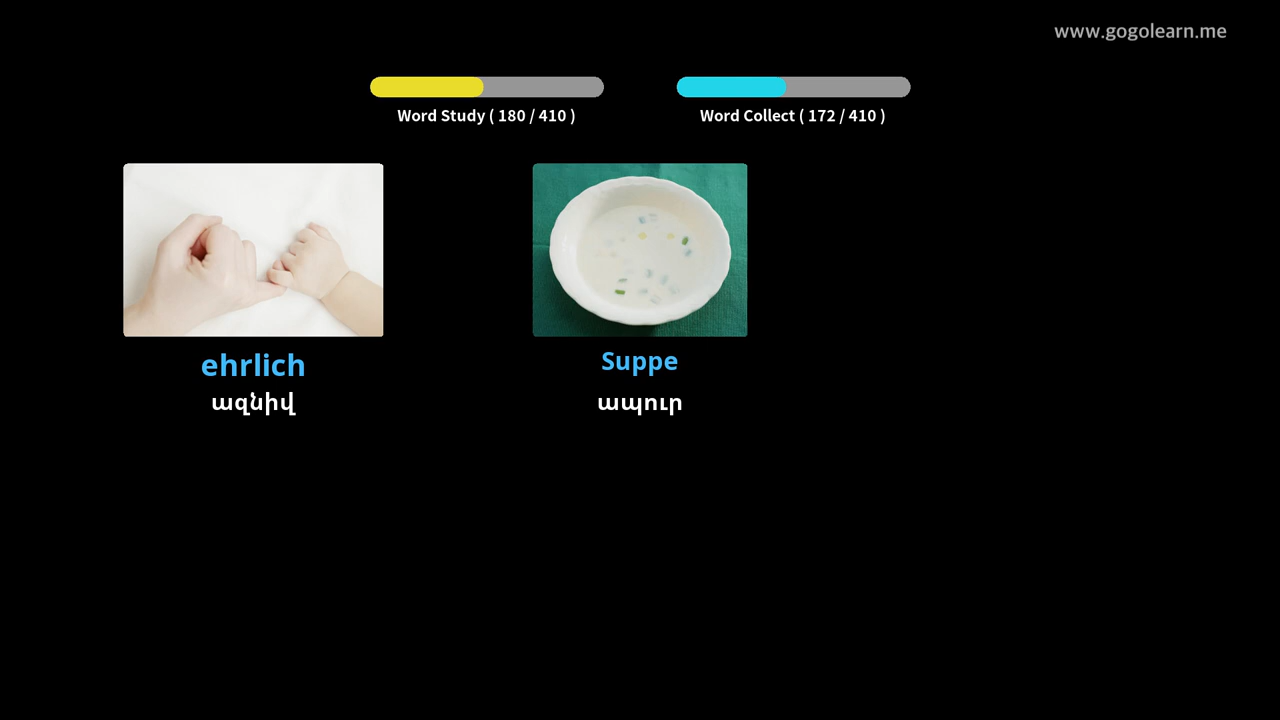 www.gogolearn.me
Word Study ( 180 / 410 )
Word Collect ( 172 / 410 )
ehrlich
ազնիվ
Suppe
ապուր